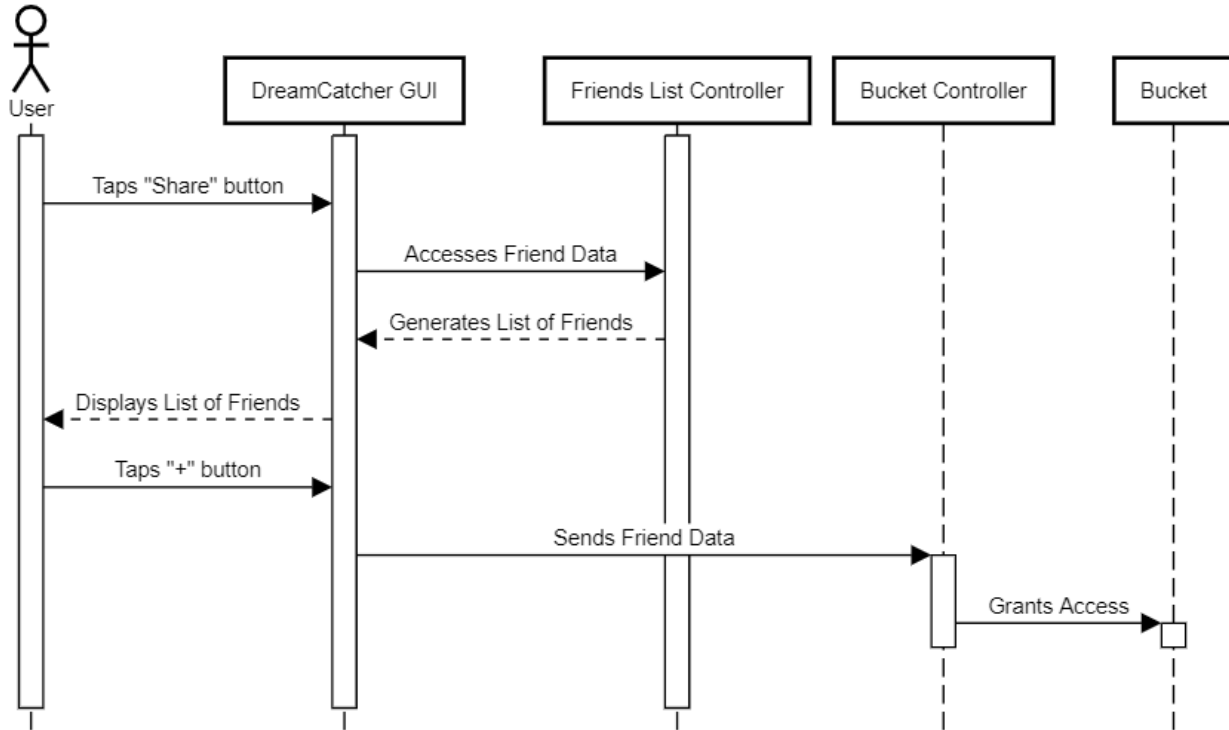 User
DreamCatcher GUI
Friends List Controller
Bucket Controller
Bucket
Taps "Share" button
Accesses Friend Data
Generates List of Friends
Displays List of Friends
Taps "+" button
Sends Friend Data
Grants Access